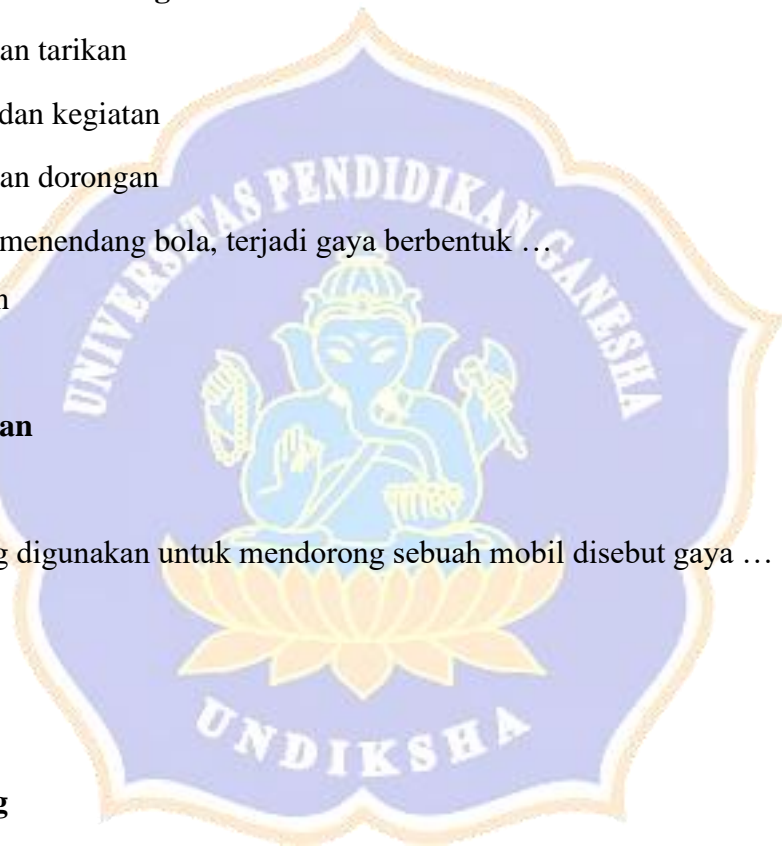 an tarikan
dan kegiatan
an dorongan
UNIVERSITAS PENDIDIKAN GANESHA
menendang bola, terjadi gaya berbentuk …
n
an
g digunakan untuk mendorong sebuah mobil disebut gaya …
UNDIKSHA
g